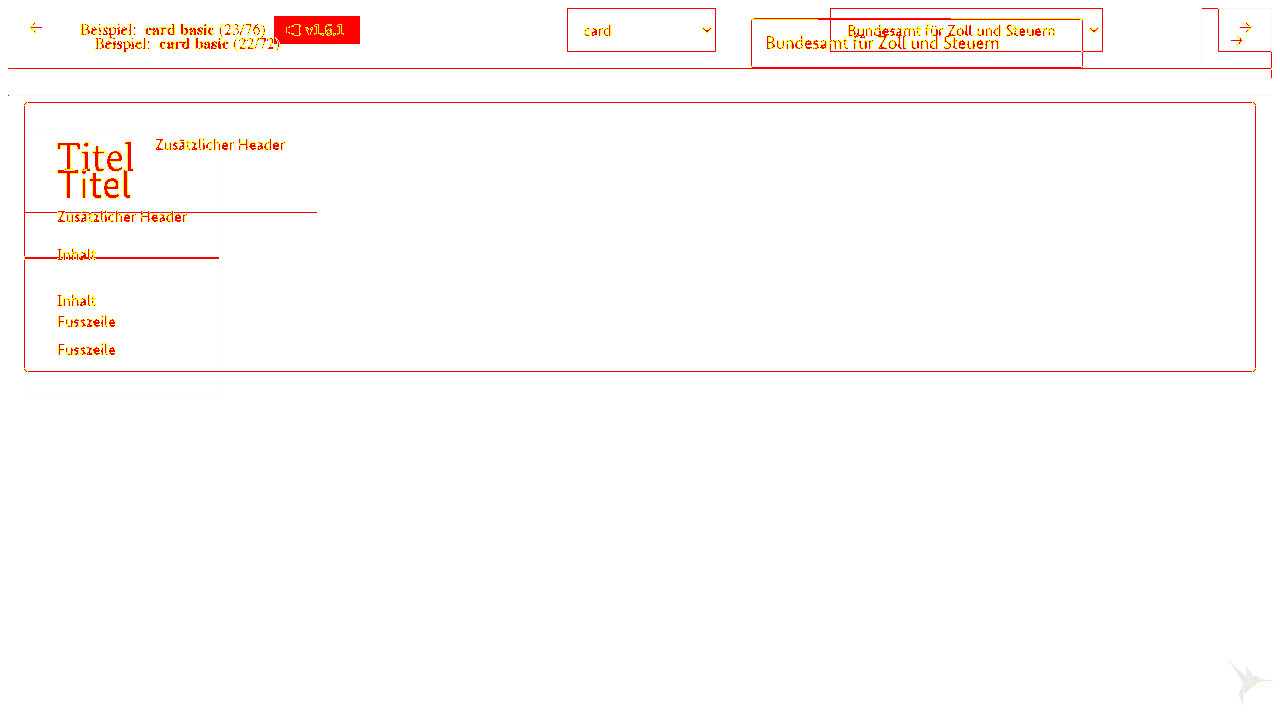 Beispiel: card basic (23/76) v1.6.1
card
Bundesamt für Zoll und Steuern
Beispiel: card basic (22/72)
Bundesamt für Zoll und Steuern
Zusätzlicher Header
Titel
Titel
Zusätzlicher Header
Inhalt
Inhalt
Fusszeile
Fusszeile